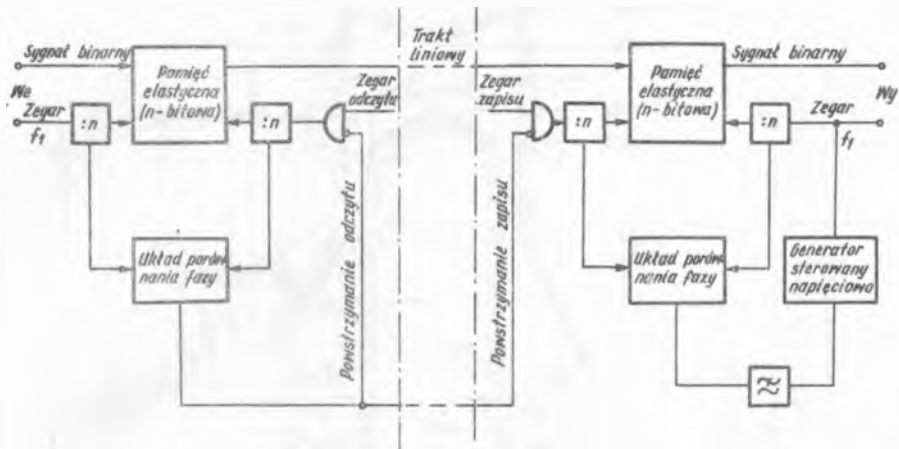 Sygnał binarny
We
Zegar
f1
:n
Pamięć
elastyczna
(n-bitowa)
:n
Zegar
odczytu
Układ porów
nania fazy
Powstrzymanie odczytu
Trakt
liniowy
Zegar
zapisu
:n
Powstrzymanie zapisu
Pamięć
elastyczna
(n-bitowa)
:n
Sygnał binarny
Zegar
f1
Wy
Układ porów
nania fazy
Generator
sterowany
napięciowo